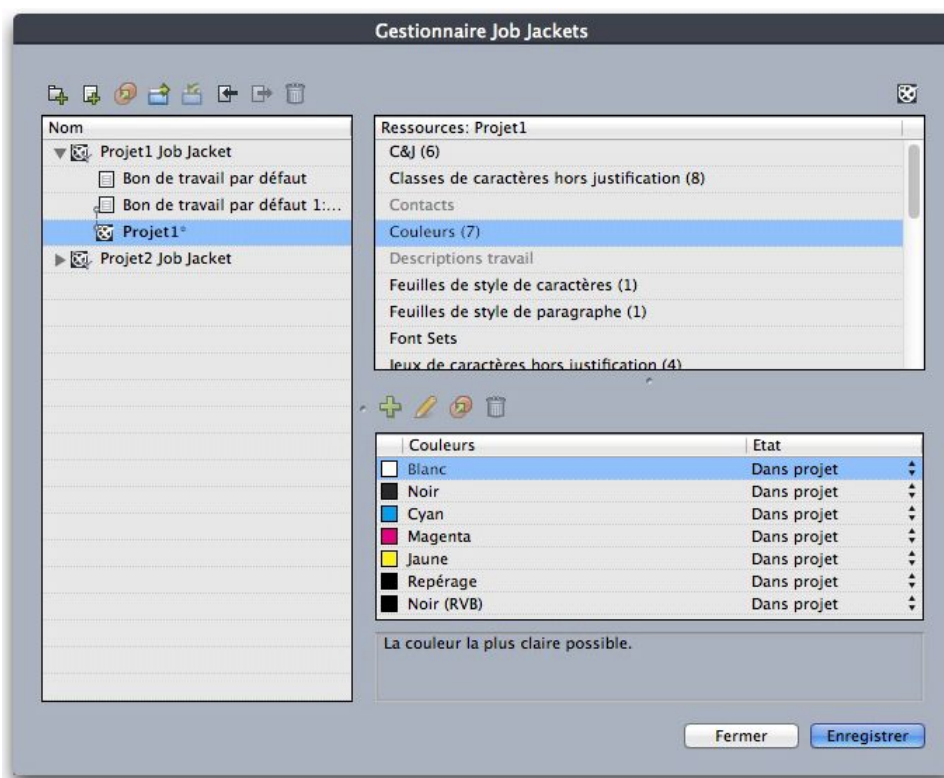 Gestionnaire Job Jackets
Nom
Projet1 Job Jacket
Bon de travail par défaut
Bon de travail par défaut 1:...
Projet1*
Projet2 Job Jacket
Ressources: Projet1
C&J (6)
Classes de caractères hors justification (8)
Contacts
Couleurs (7)
Descriptions travail
Feuilles de style de caractères (1)
Feuilles de style de paragraphe (1)
Font Sets
Jeux de caractères hors justification (4)
Couleurs Etat
Blanc Dans projet
Noir Dans projet
Cyan Dans projet
Magenta Dans projet
Jaune Dans projet
Repérage Dans projet
Noir (RVB) Dans projet
La couleur la plus claire possible.
Fermer Enregistrer